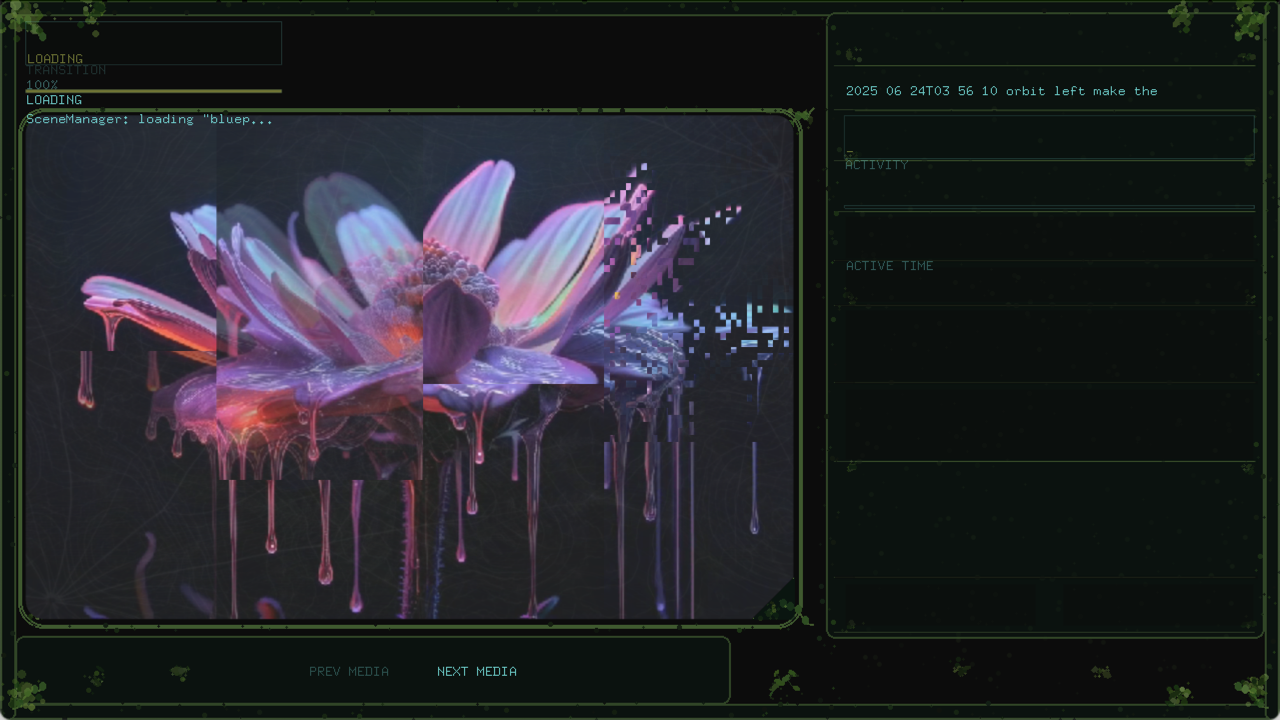 LOADING
TRANSITION
100%
LOADING
SceneManager: loading "bluep...
2025 06 24T03 56 10 orbit left make the
ACTIVITY
ACTIVE TIME
PREV MEDIA
NEXT MEDIA